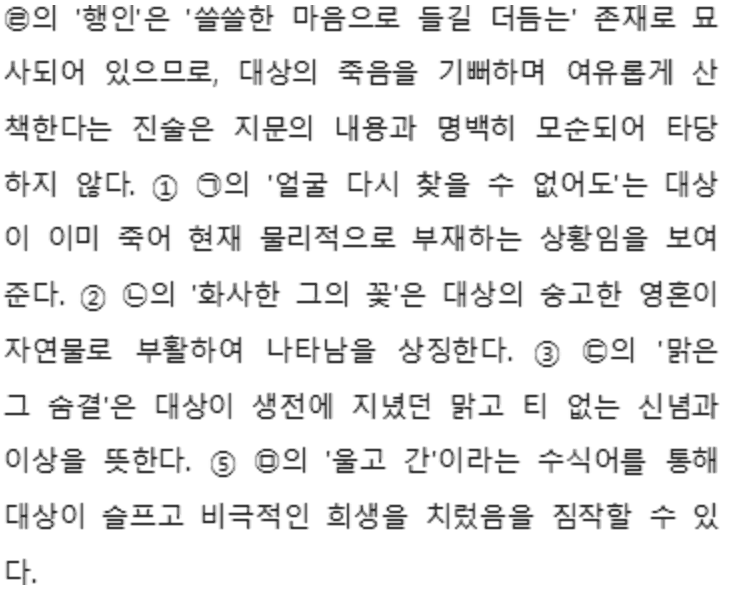 ㉣의 '행인'은 '쓸쓸한 마음으로 들길 더듬는' 존재로 묘
사되어 있으므로, 대상의 죽음을 기뻐하며 여유롭게 산
책한다는 진술은 지문의 내용과 명백히 모순되어 타당
하지 않다. ① ㉠의 '얼굴 다시 찾을 수 없어도'는 대상
이 이미 죽어 현재 물리적으로 부재하는 상황임을 보여
준다. ② ㉡의 '화사한 그의 꽃'은 대상의 숭고한 영혼이
자연물로 부활하여 나타남을 상징한다. ③ ㉢의 '맑은
그 숨결'은 대상이 생전에 지녔던 맑고 티 없는 신념과
이상을 뜻한다. ⑤ ㉤의 '울고 간'이라는 수식어를 통해
대상이 슬프고 비극적인 희생을 치렀음을 짐작할 수 있
다.